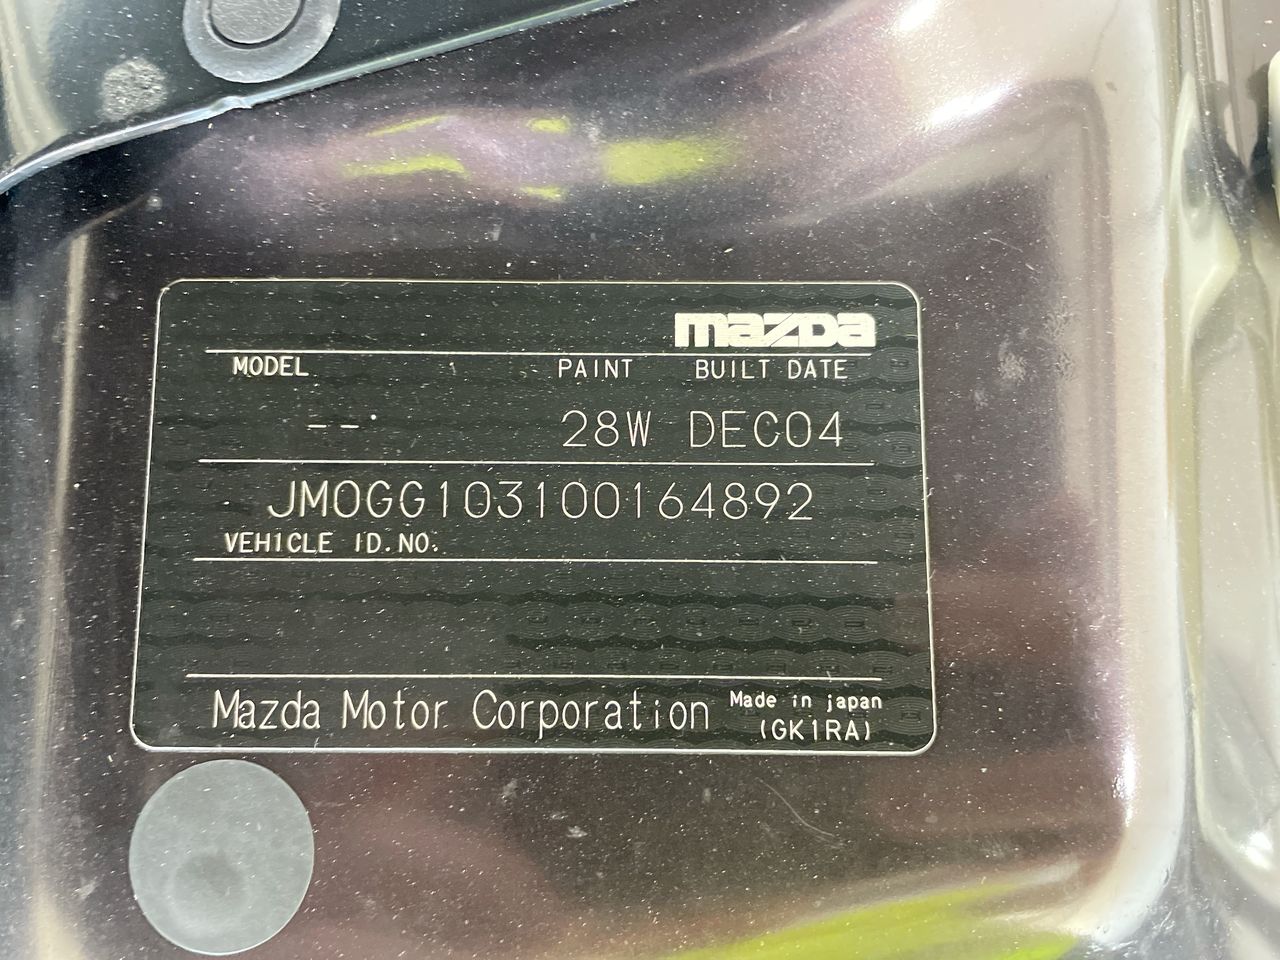 mazda
MODEL PAINT BUILT DATE
-- 28W DEC04
JM0GG103100164892
VEHICLE ID.NO.
Mazda Motor Corporation Made in japan
(GK1RA)